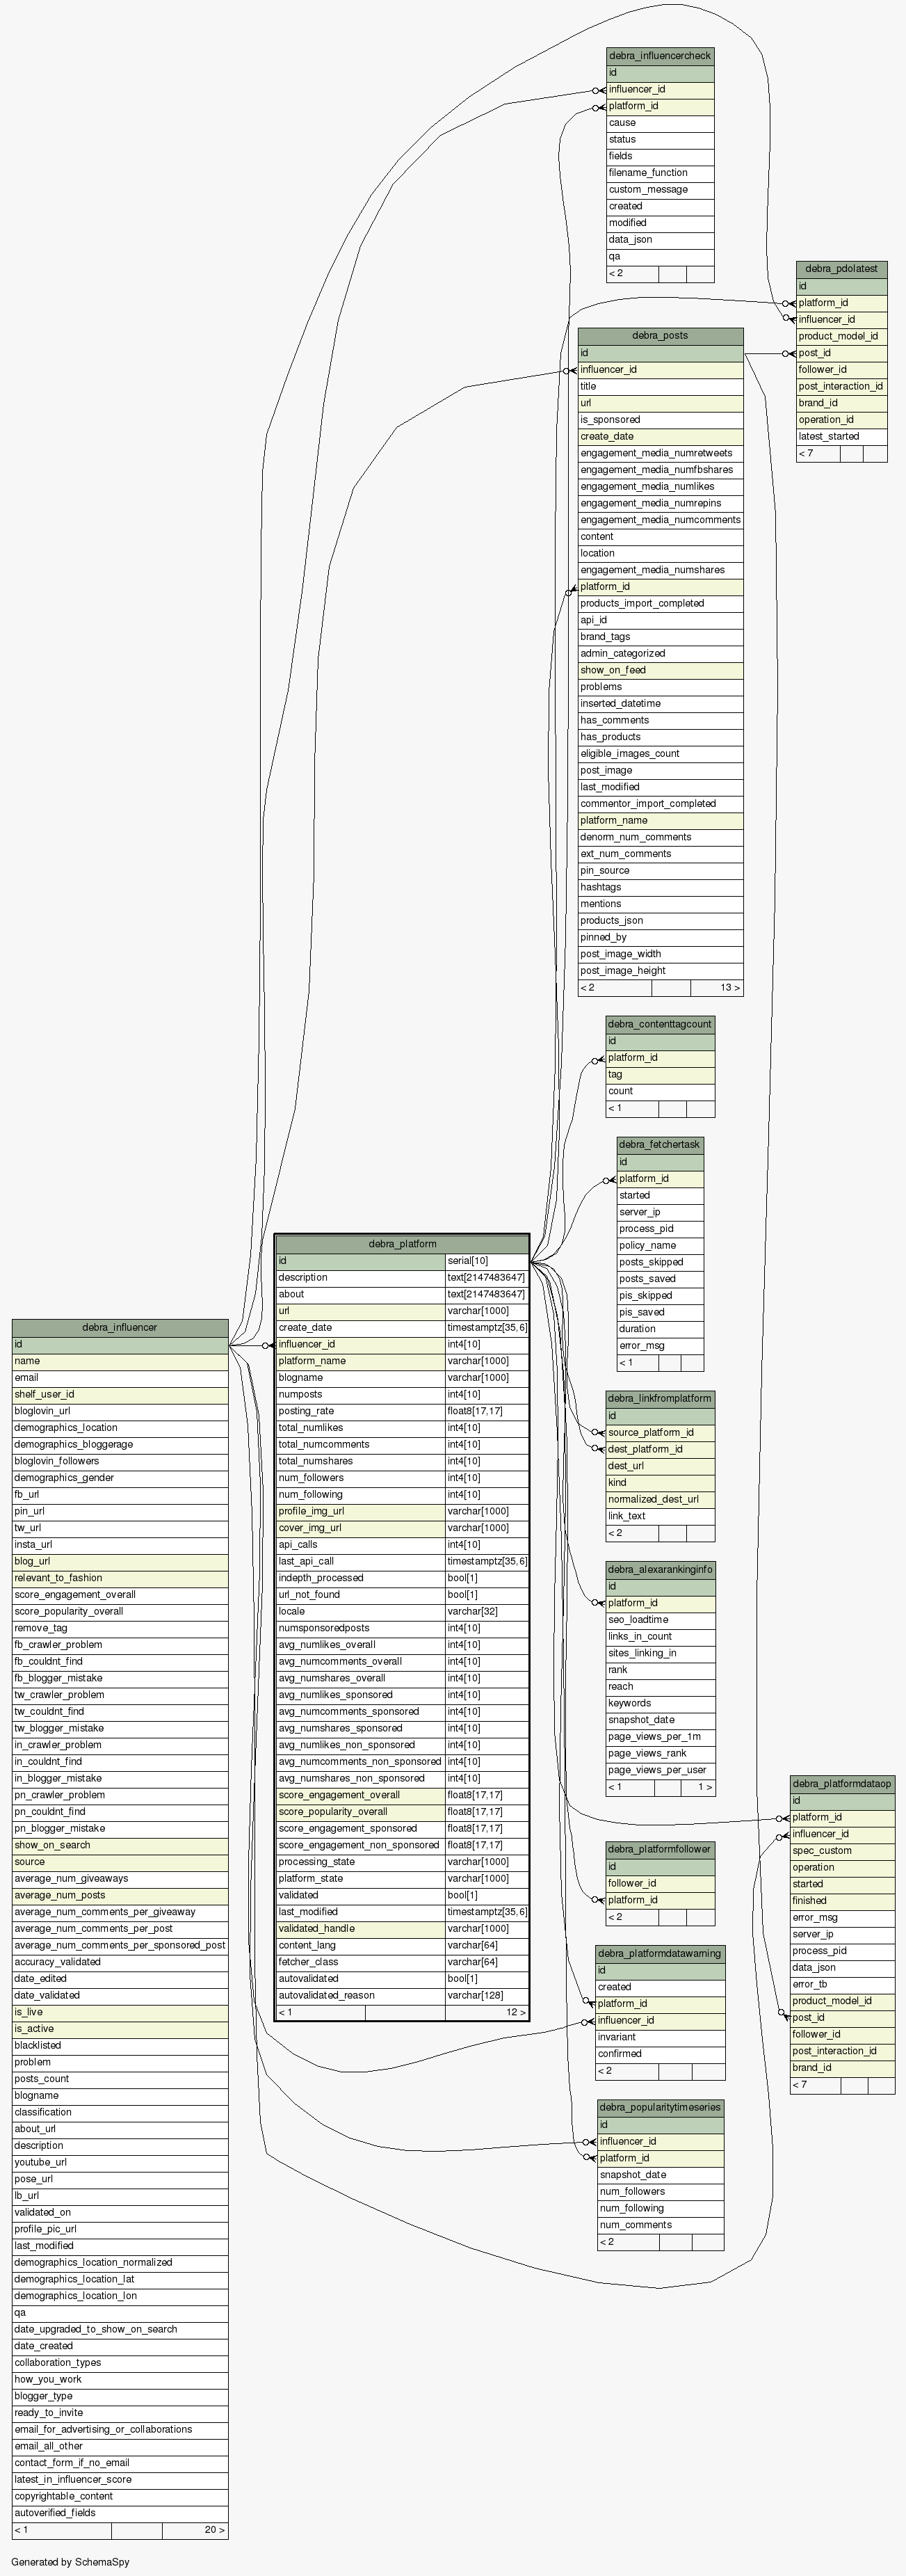 debra_influencercheck
id
influencer_id
platform_id
cause
status
fields
filename_function
custom_message
created
modified
data_json
qa
< 2
debra_pdolatest
id
platform_id
influencer_id
product_model_id
post_id
follower_id
post_interaction_id
brand_id
operation_id
latest_started
< 7
debra_posts
id
influencer_id
title
url
is_sponsored
create_date
engagement_media_numretweets
engagement_media_numfbshares
engagement_media_numlikes
engagement_media_numrepins
engagement_media_numcomments
content
location
engagement_media_numshares
platform_id
products_import_completed
api_id
brand_tags
admin_categorized
show_on_feed
problems
inserted_datetime
has_comments
has_products
eligible_images_count
post_image
last_modified
commentor_import_completed
platform_name
denorm_num_comments
ext_num_comments
pin_source
hashtags
mentions
products_json
pinned_by
post_image_width
post_image_height
< 2 13 >
debra_contenttagcount
id
platform_id
tag
count
< 1
debra_fetchertask
id
platform_id
started
server_ip
process_pid
policy_name
posts_skipped
posts_saved
pis_skipped
pis_saved
duration
error_msg
< 1
debra_platform
id serial[10]
description text[2147483647]
about text[2147483647]
url varchar[1000]
create_date timestamptz[35,6]
influencer_id int4[10]
platform_name varchar[1000]
blogname varchar[1000]
numposts int4[10]
posting_rate float8[17,17]
total_numlikes int4[10]
total_numcomments int4[10]
total_numshares int4[10]
num_followers int4[10]
num_following int4[10]
profile_img_url varchar[1000]
cover_img_url varchar[1000]
api_calls int4[10]
last_api_call timestamptz[35,6]
indepth_processed bool[1]
url_not_found bool[1]
locale varchar[32]
numsponsoredposts int4[10]
avg_numlikes_overall int4[10]
avg_numcomments_overall int4[10]
avg_numshares_overall int4[10]
avg_numlikes_sponsored int4[10]
avg_numcomments_sponsored int4[10]
avg_numshares_sponsored int4[10]
avg_numlikes_non_sponsored int4[10]
avg_numcomments_non_sponsored int4[10]
avg_numshares_non_sponsored int4[10]
score_engagement_overall float8[17,17]
score_popularity_overall float8[17,17]
score_engagement_sponsored float8[17,17]
score_engagement_non_sponsored float8[17,17]
processing_state varchar[1000]
platform_state varchar[1000]
validated bool[1]
last_modified timestamptz[35,6]
validated_handle varchar[1000]
content_lang varchar[64]
fetcher_class varchar[64]
autovalidated bool[1]
autovalidated_reason varchar[128]
< 1 12 >
debra_influencer
id
name
email
shelf_user_id
bloglovin_url
demographics_location
demographics_bloggerage
bloglovin_followers
demographics_gender
fb_url
pin_url
tw_url
insta_url
blog_url
relevant_to_fashion
score_engagement_overall
score_popularity_overall
remove_tag
fb_crawler_problem
fb_couldnt_find
fb_blogger_mistake
tw_crawler_problem
tw_couldnt_find
tw_blogger_mistake
in_crawler_problem
in_couldnt_find
in_blogger_mistake
pn_crawler_problem
pn_couldnt_find
pn_blogger_mistake
show_on_search
source
average_num_giveaways
average_num_posts
average_num_comments_per_giveaway
average_num_comments_per_post
average_num_comments_per_sponsored_post
accuracy_validated
date_edited
date_validated
is_live
is_active
blacklisted
problem
posts_count
blogname
classification
about_url
description
youtube_url
pose_url
lb_url
validated_on
profile_pic_url
last_modified
demographics_location_normalized
demographics_location_lat
demographics_location_lon
qa
date_upgraded_to_show_on_search
date_created
collaboration_types
how_you_work
blogger_type
ready_to_invite
email_for_advertising_or_collaborations
email_all_other
contact_form_if_no_email
latest_in_influencer_score
copyrightable_content
autoverified_fields
< 1 20 >
debra_linkfromplatform
id
source_platform_id
dest_platform_id
dest_url
kind
normalized_dest_url
link_text
< 2
debra_alexarankinginfo
id
platform_id
seo_loadtime
links_in_count
sites_linking_in
rank
reach
keywords
snapshot_date
page_views_per_1m
page_views_rank
page_views_per_user
< 1 1 >
debra_platformdataop
id
platform_id
influencer_id
spec_custom
operation
started
finished
error_msg
server_ip
process_pid
data_json
error_tb
product_model_id
post_id
follower_id
post_interaction_id
brand_id
< 7
debra_platformfollower
id
follower_id
platform_id
< 2
debra_platformdatawarning
id
created
platform_id
influencer_id
invariant
confirmed
< 2
debra_popularitytimeseries
id
influencer_id
platform_id
snapshot_date
num_followers
num_following
num_comments
< 2
Generated by SchemaSpy